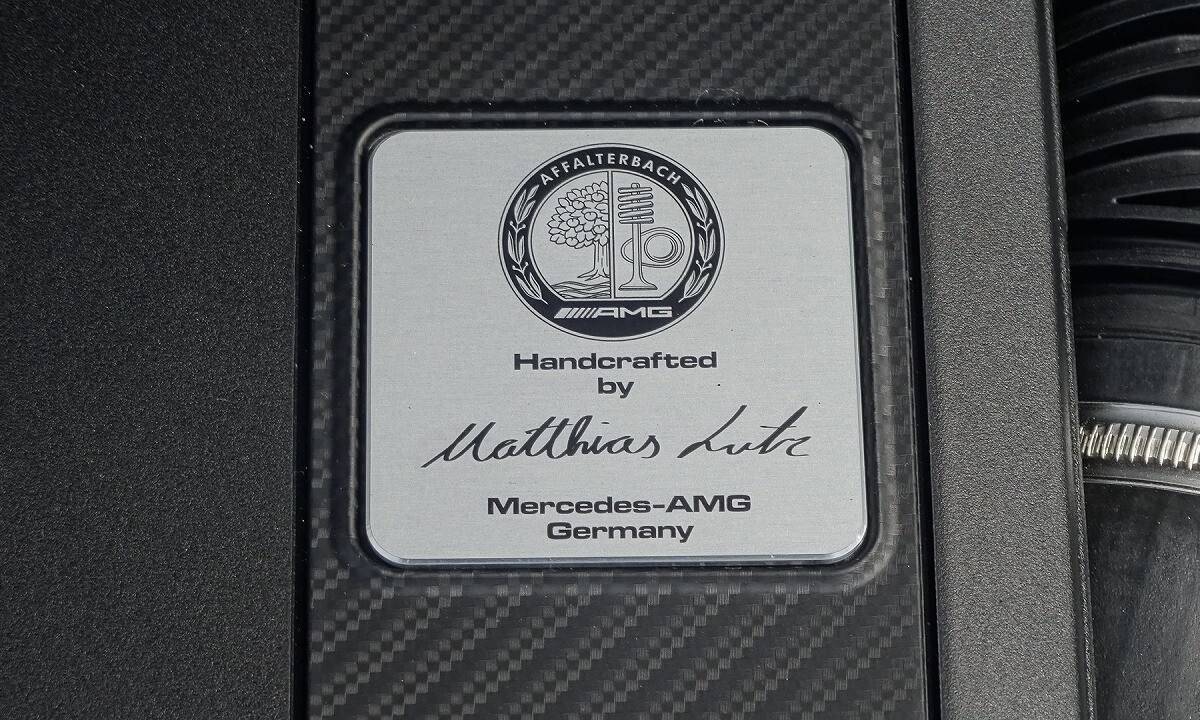 AFFALTERBACH
AMG
Handcrafted
by
Matthias Lutz
Mercedes-AMG
Germany